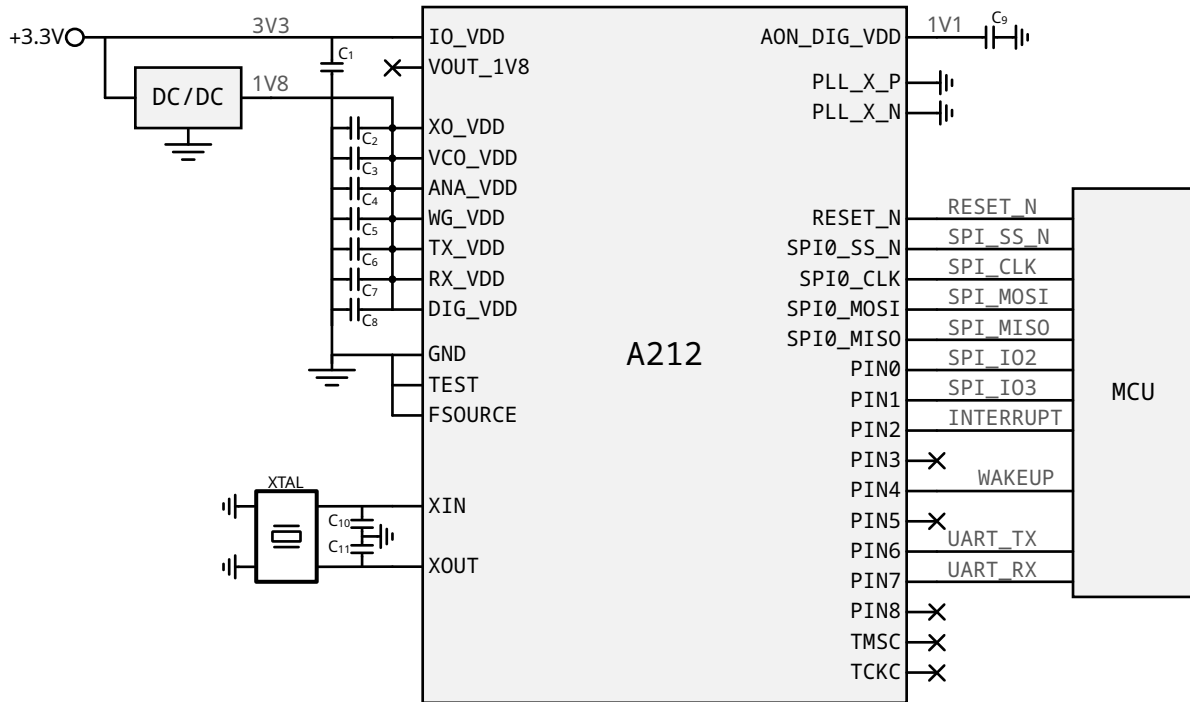 +3.3V
3V3
C₁
DC/DC
1V8
C₂
C₃
C₄
C₅
C₆
C₇
C₈
IO_VDD
VOUT_1V8
XO_VDD
VCO_VDD
ANA_VDD
WG_VDD
TX_VDD
RX_VDD
DIG_VDD
GND
TEST
FSOURCE
XTAL
C₁₀
C₁₁
XIN
XOUT
A212
AON_DIG_VDD
PLL_X_P
PLL_X_N
RESET_N
SPI0_SS_N
SPI0_CLK
SPI0_MOSI
SPI0_MISO
PIN0
PIN1
PIN2
PIN3
PIN4
PIN5
PIN6
PIN7
PIN8
TMSC
TCKC
1V1
C₉
RESET_N
SPI_SS_N
SPI_CLK
SPI_MOSI
SPI_MISO
SPI_IO2
SPI_IO3
INTERRUPT
WAKEUP
UART_TX
UART_RX
MCU